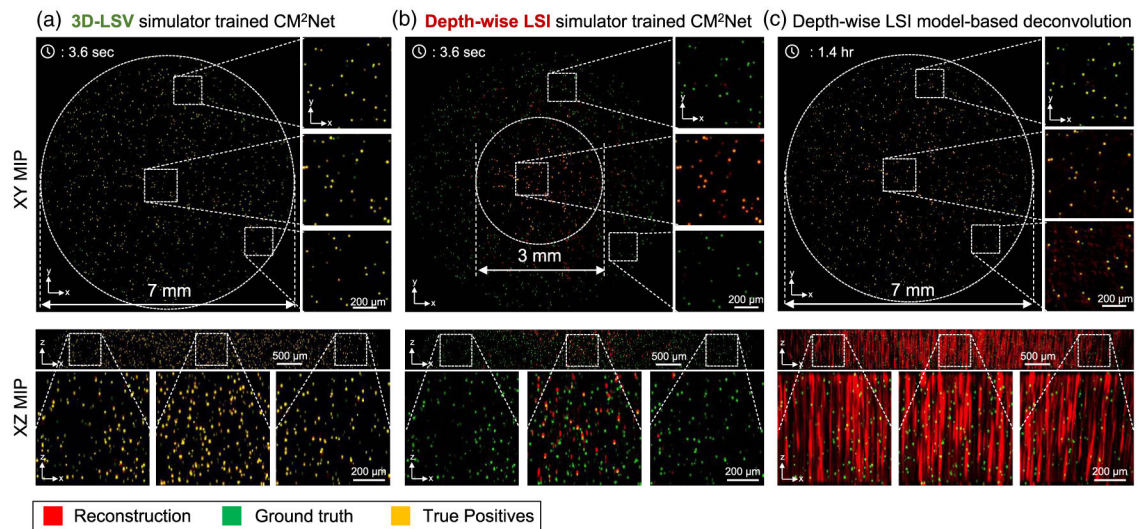 (a) 3D-LSV simulator trained CM²Net
(b) Depth-wise LSI simulator trained CM²Net
(c) Depth-wise LSI model-based deconvolution
XY MIP
: 3.6 sec
y
x
7 mm
y
x
200 µm
: 3.6 sec
y
x
3 mm
y
x
200 µm
: 1.4 hr
y
x
7 mm
y
x
200 µm
XZ MIP
z
x
500 µm
z
x
200 µm
z
x
500 µm
z
x
200 µm
z
x
500 µm
z
x
200 µm
Reconstruction
Ground truth
True Positives